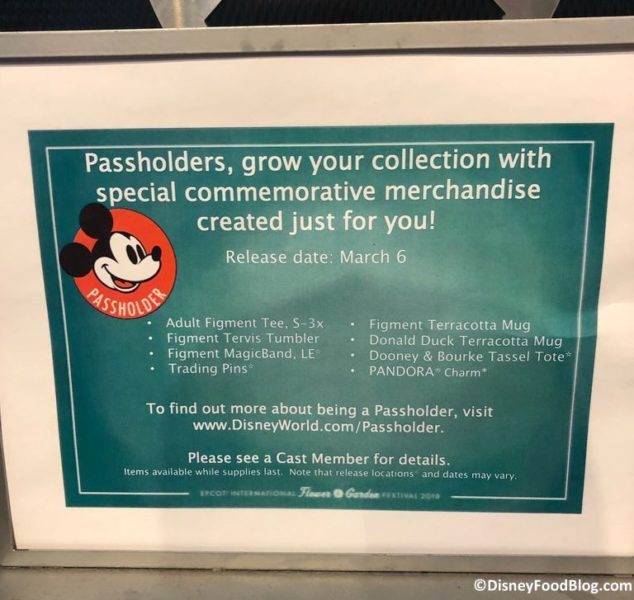 Passholders, grow your collection with
special commemorative merchandise
created just for you!
Release date: March 6
PASSHOLDER
• Adult Figment Tee, S-3x
• Figment Tervis Tumbler
• Figment MagicBand, LE*
• Trading Pins*
• Figment Terracotta Mug
• Donald Duck Terracotta Mug
• Dooney & Bourke Tassel Tote*
• PANDORA® Charm*
To find out more about being a Passholder, visit
www.DisneyWorld.com/Passholder.
Please see a Cast Member for details.
Items available while supplies last. Note that release locations* and dates may vary.
EPCOT® INTERNATIONAL Flower & Garden FESTIVAL 2019
©DisneyFoodBlog.com